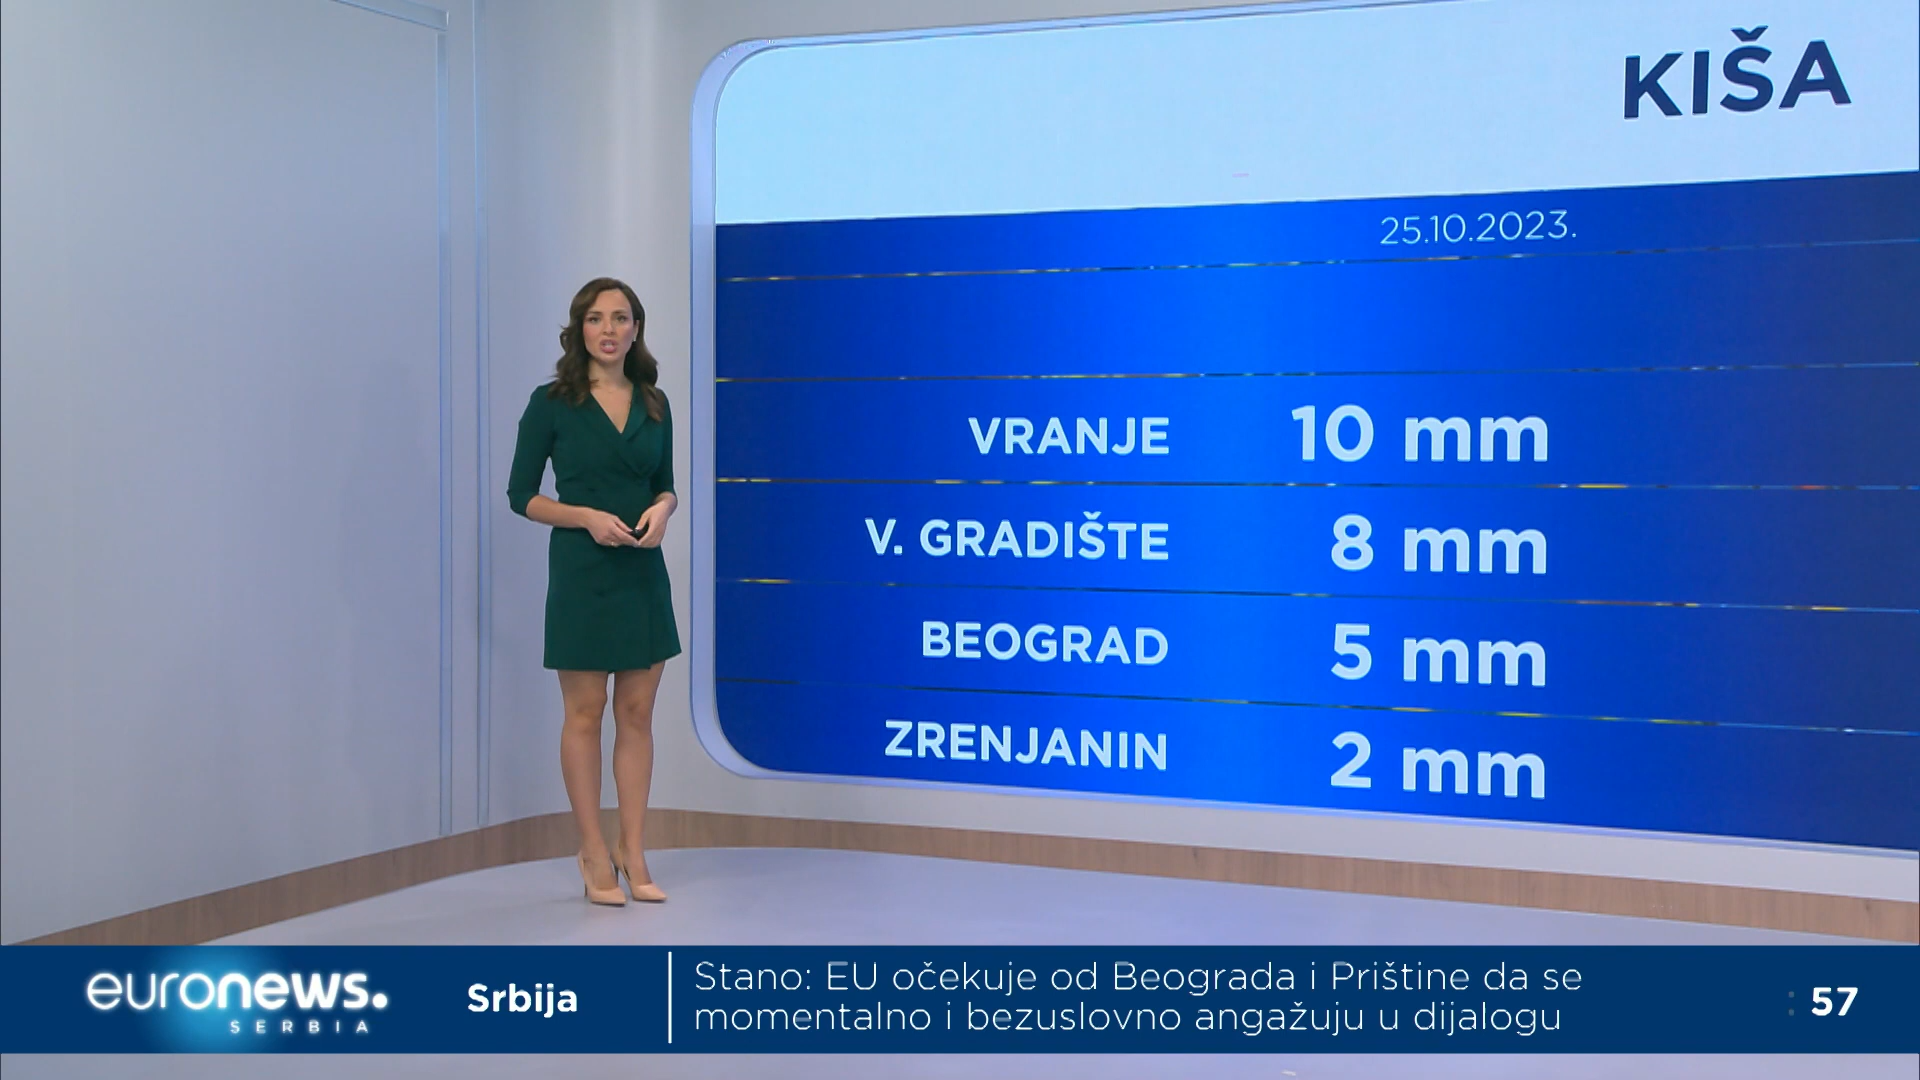 KIŠA
25.10.2023.
VRANJE 10 mm
V. GRADIŠTE 8 mm
BEOGRAD 5 mm
ZRENJANIN 2 mm
euronews.
SERBIA
Srbija
Stano: EU očekuje od Beograda i Prištine da se
momentalno i bezuslovno angažuju u dijalogu
: 57